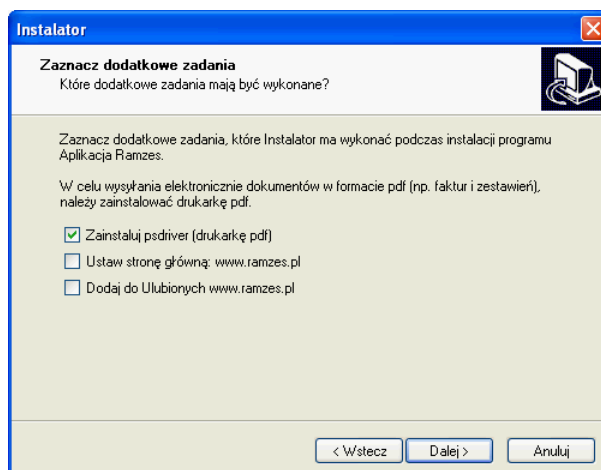 Instalator
Zaznacz dodatkowe zadania
Które dodatkowe zadania mają być wykonane?
Zaznacz dodatkowe zadania, które Instalator ma wykonać podczas instalacji programu
Aplikacja Ramzes.
W celu wysyłania elektronicznie dokumentów w formacie pdf (np. faktur i zestawień),
należy zainstalować drukarkę pdf.
Zainstaluj psdriver (drukarkę pdf)
Ustaw stronę główną: www.ramzes.pl
Dodaj do Ulubionych www.ramzes.pl
< Wstecz Dalej > Anuluj